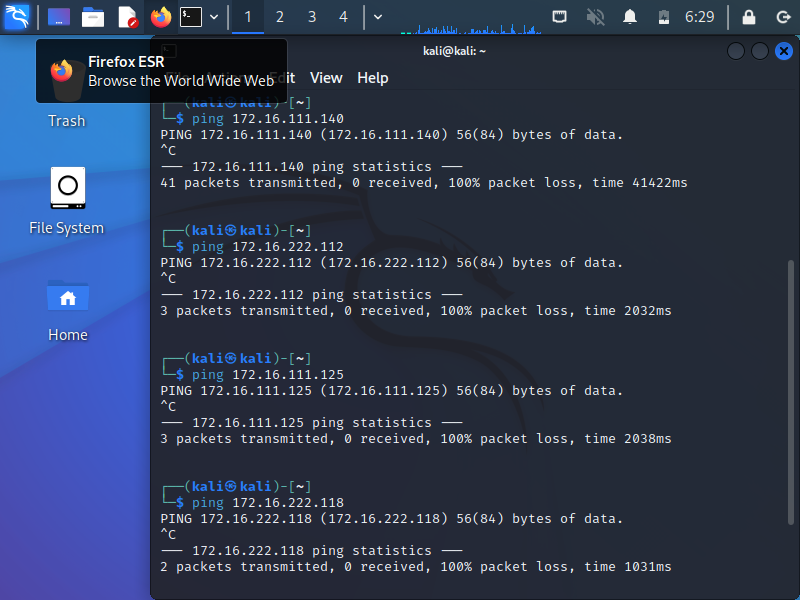 1 2 3 4 6:29
kali@kali: ~
Firefox ESR
Browse the World Wide Web
Edit View Help
Trash
File System
Home
┌──(kali㉿kali)-[~]
└─$ ping 172.16.111.140
PING 172.16.111.140 (172.16.111.140) 56(84) bytes of data.
^C
--- 172.16.111.140 ping statistics ---
41 packets transmitted, 0 received, 100% packet loss, time 41422ms
┌──(kali㉿kali)-[~]
└─$ ping 172.16.222.112
PING 172.16.222.112 (172.16.222.112) 56(84) bytes of data.
^C
--- 172.16.222.112 ping statistics ---
3 packets transmitted, 0 received, 100% packet loss, time 2032ms
┌──(kali㉿kali)-[~]
└─$ ping 172.16.111.125
PING 172.16.111.125 (172.16.111.125) 56(84) bytes of data.
^C
--- 172.16.111.125 ping statistics ---
3 packets transmitted, 0 received, 100% packet loss, time 2038ms
┌──(kali㉿kali)-[~]
└─$ ping 172.16.222.118
PING 172.16.222.118 (172.16.222.118) 56(84) bytes of data.
^C
--- 172.16.222.118 ping statistics ---
2 packets transmitted, 0 received, 100% packet loss, time 1031ms